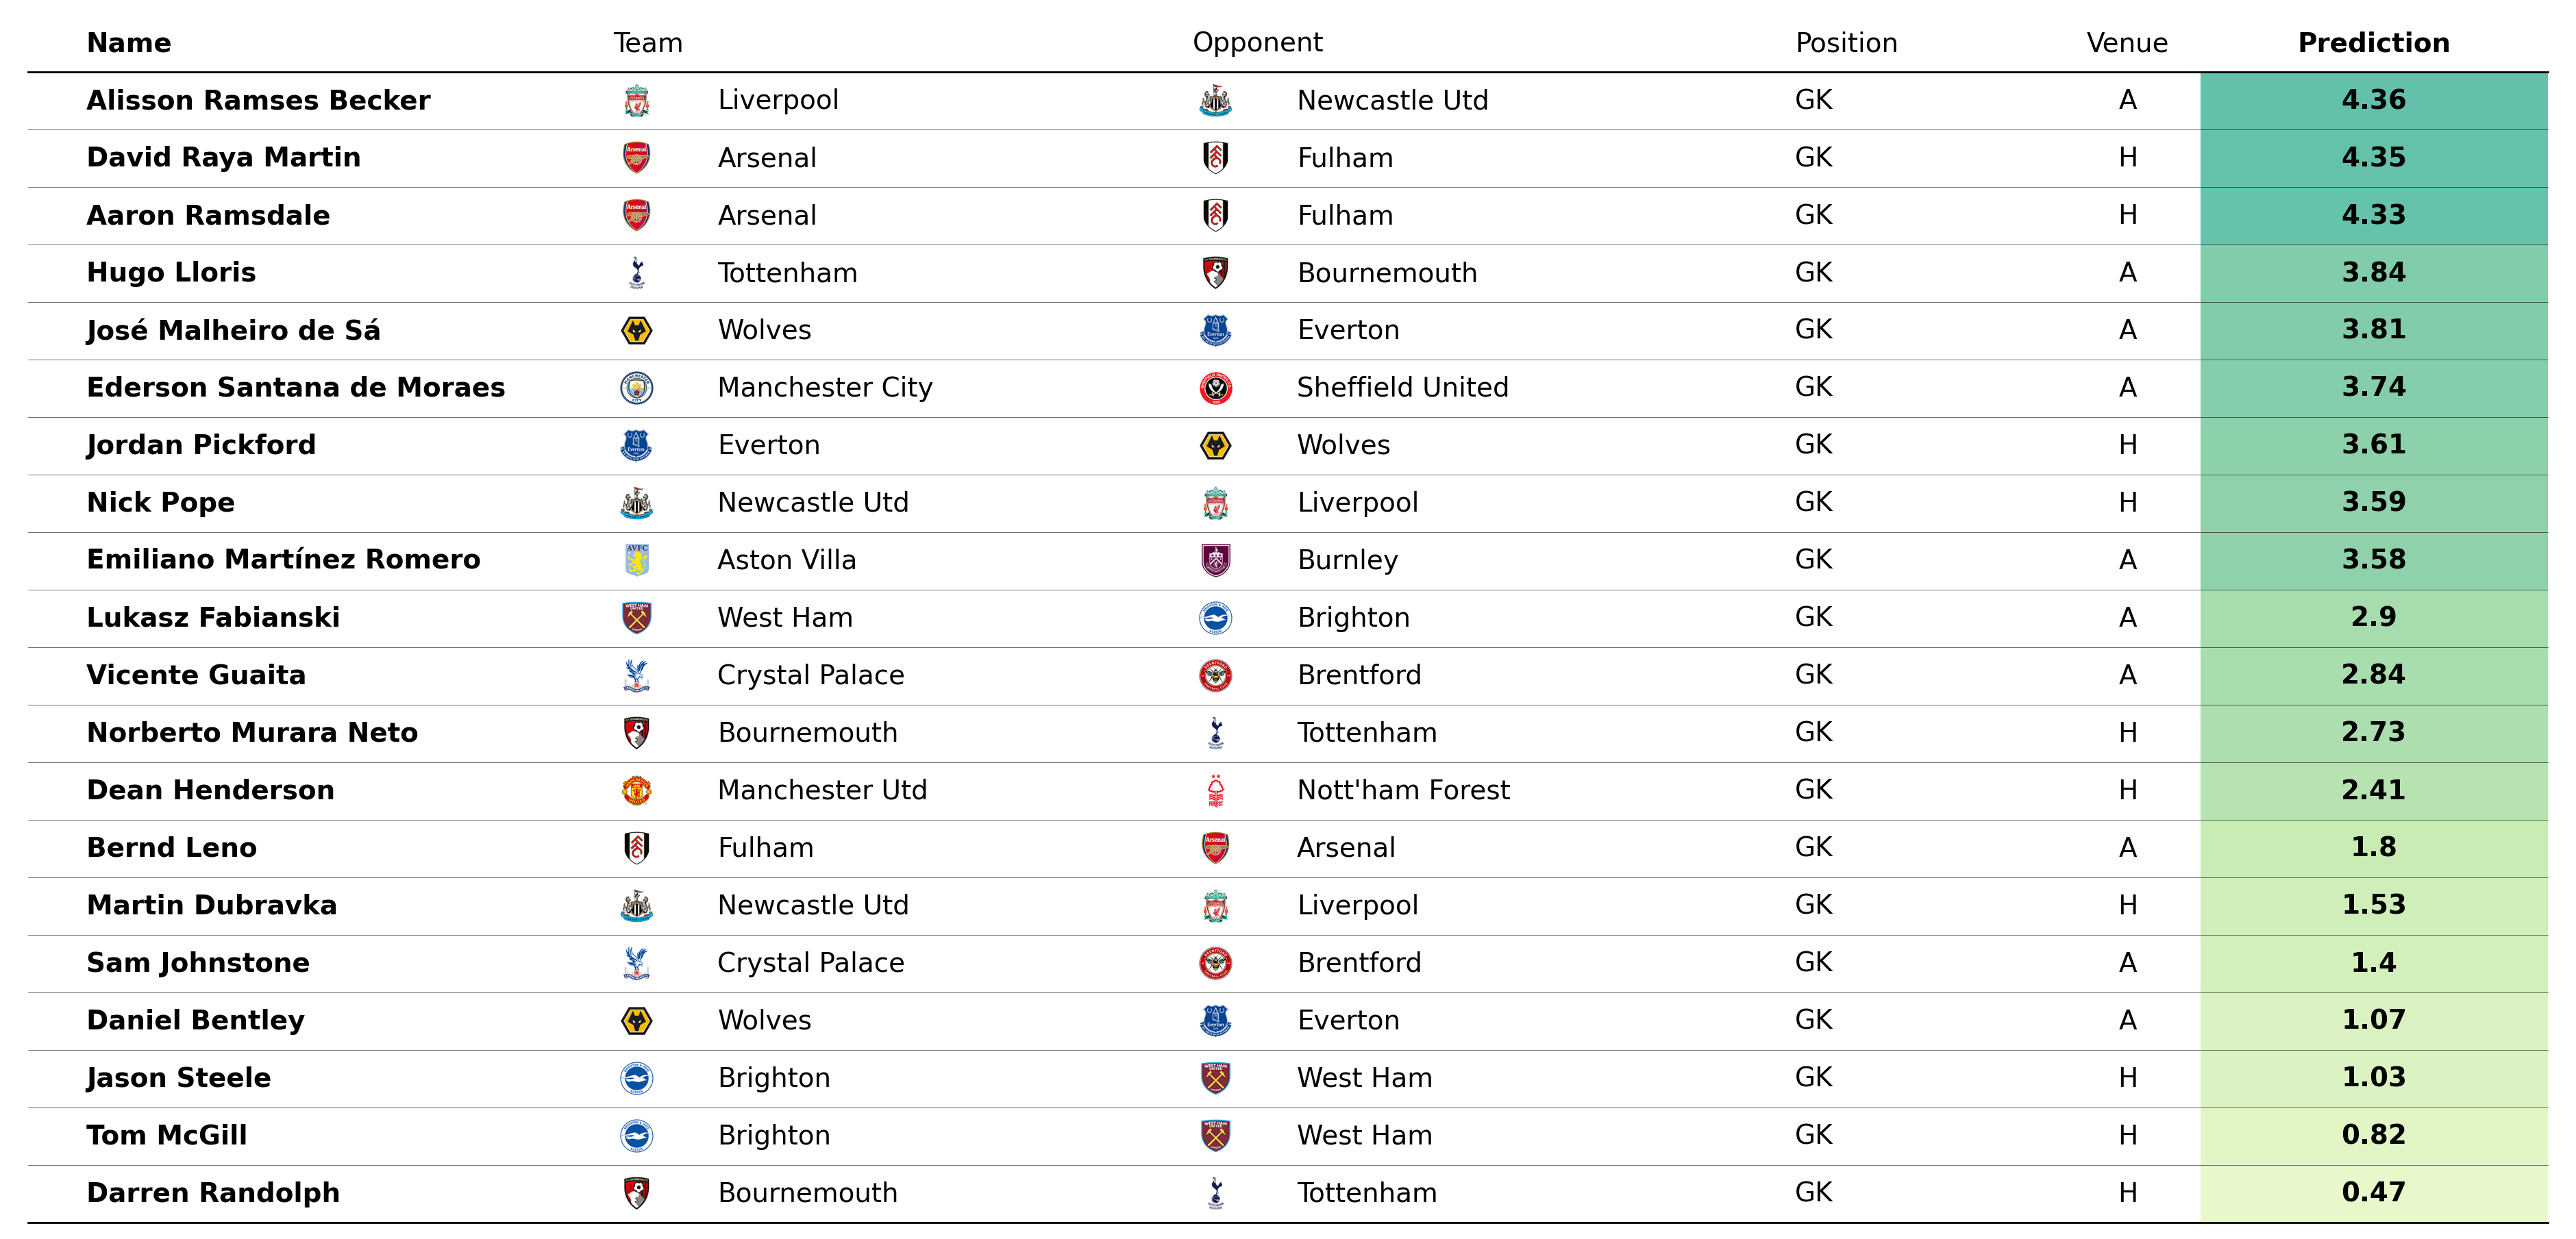 Name Team Opponent Position Venue Prediction
Alisson Ramses Becker Liverpool Newcastle Utd GK A 4.36
David Raya Martin Arsenal Fulham GK H 4.35
Aaron Ramsdale Arsenal Fulham GK H 4.33
Hugo Lloris Tottenham Bournemouth GK A 3.84
José Malheiro de Sá Wolves Everton GK A 3.81
Ederson Santana de Moraes Manchester City Sheffield United GK A 3.74
Jordan Pickford Everton Wolves GK H 3.61
Nick Pope Newcastle Utd Liverpool GK H 3.59
Emiliano Martínez Romero Aston Villa Burnley GK A 3.58
Lukasz Fabianski West Ham Brighton GK A 2.9
Vicente Guaita Crystal Palace Brentford GK A 2.84
Norberto Murara Neto Bournemouth Tottenham GK H 2.73
Dean Henderson Manchester Utd Nott'ham Forest GK H 2.41
Bernd Leno Fulham Arsenal GK A 1.8
Martin Dubravka Newcastle Utd Liverpool GK H 1.53
Sam Johnstone Crystal Palace Brentford GK A 1.4
Daniel Bentley Wolves Everton GK A 1.07
Jason Steele Brighton West Ham GK H 1.03
Tom McGill Brighton West Ham GK H 0.82
Darren Randolph Bournemouth Tottenham GK H 0.47